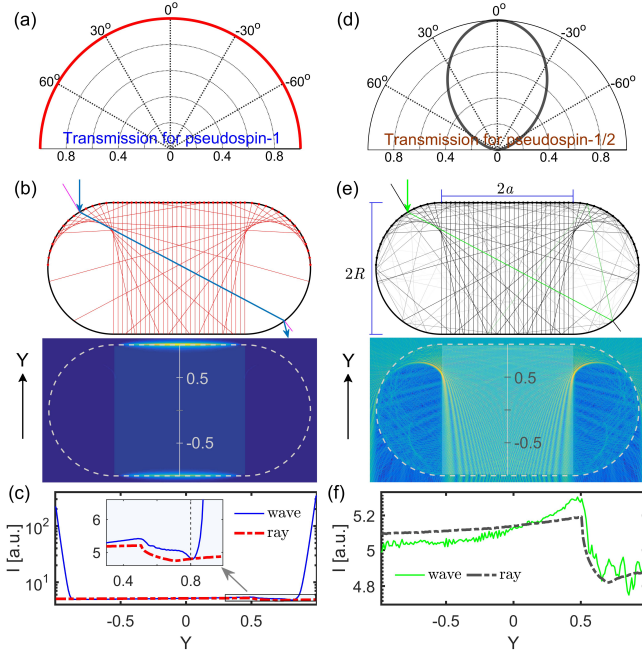 (a)
0°
30°
-30°
60°
-60°
Transmission for pseudospin-1
0.8 0.4 0 0.4 0.8
(d)
0°
30°
-30°
60°
-60°
Transmission for pseudospin-1/2
0.8 0.4 0 0.4 0.8
(b)
Y
0.5
-0.5
(e)
2a
2R
Y
0.5
-0.5
(c)
I [a.u.]
10²
10¹
6
5
0.4 0.8
wave
ray
-0.5 0 0.5
Y
(f)
I [a.u.]
5.2
5
4.8
wave ray
-0.5 0 0.5
Y